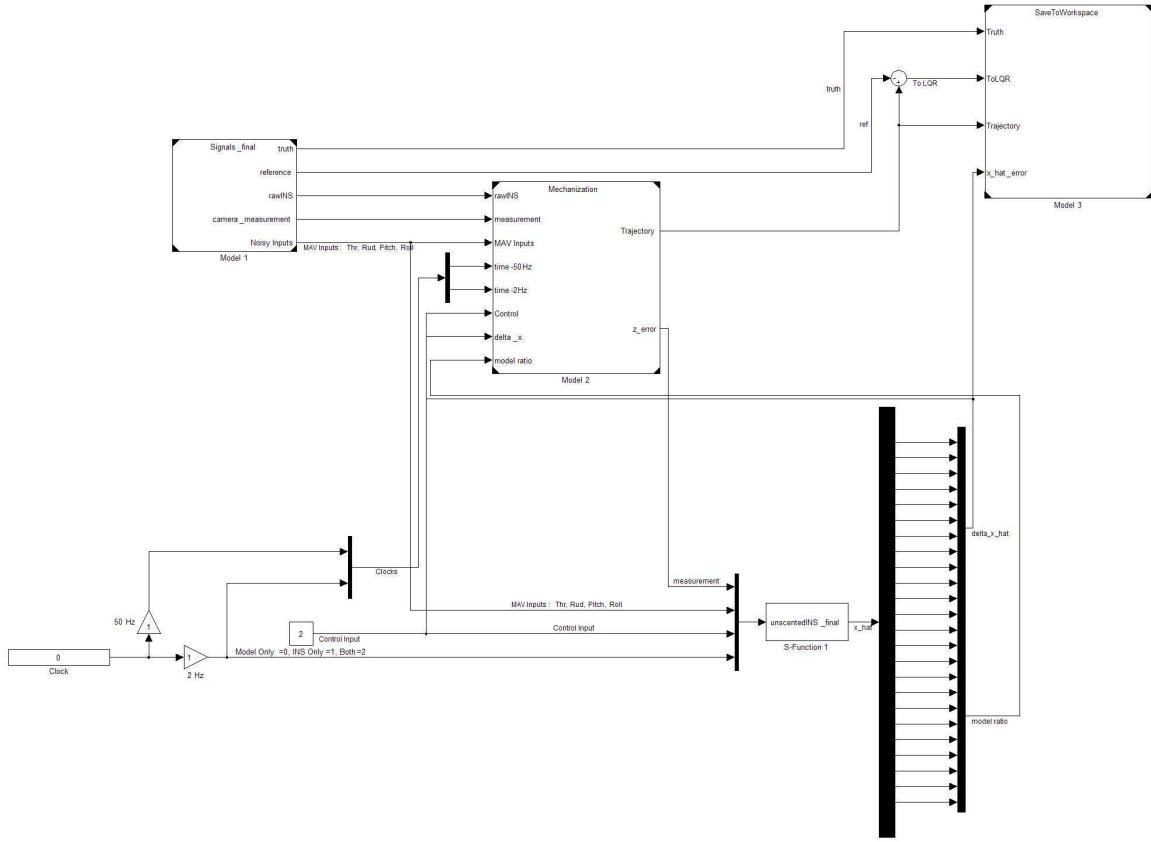 SaveToWorkspace
Truth
ToLQR
Trajectory
x_hat _error
Model 3
To LQR
truth
ref
Signals _final
truth
reference
rawINS
camera _measurement
Noisy Inputs
Model 1
MAV Inputs : Thr, Rud, Pitch, Roll
Mechanization
rawINS
measurement
MAV Inputs
time -50Hz
time -2Hz
Control
delta _x
model ratio
Trajectory
z_error
Model 2
delta_x_hat
model ratio
Clocks
50 Hz
1
0
Clock
1
2 Hz
2
Control Input
Model Only =0, INS Only =1, Both=2
measurement
MAV Inputs : Thr, Rud, Pitch, Roll
Control Input
unscentedINS _final
S-Function 1
x_hat